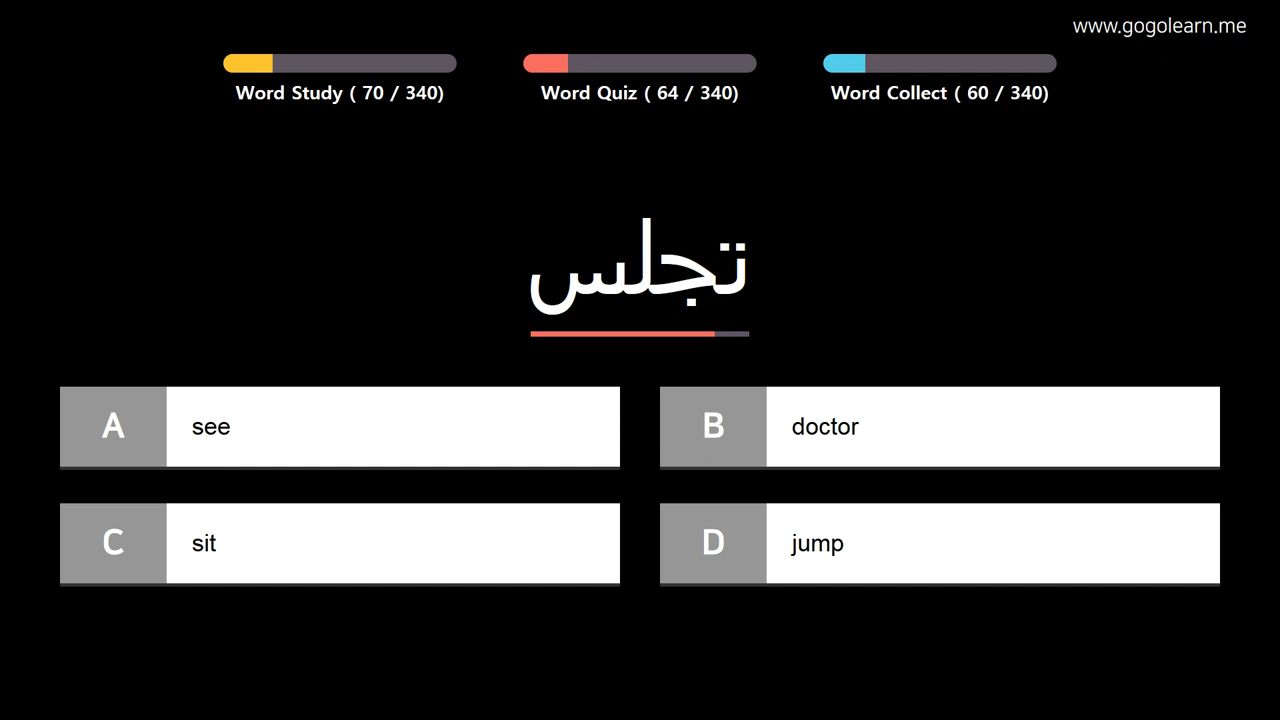 www.gogolearn.me
Word Study ( 70 / 340)
Word Quiz ( 64 / 340)
Word Collect ( 60 / 340)
تجلس
A see
B doctor
C sit
D jump